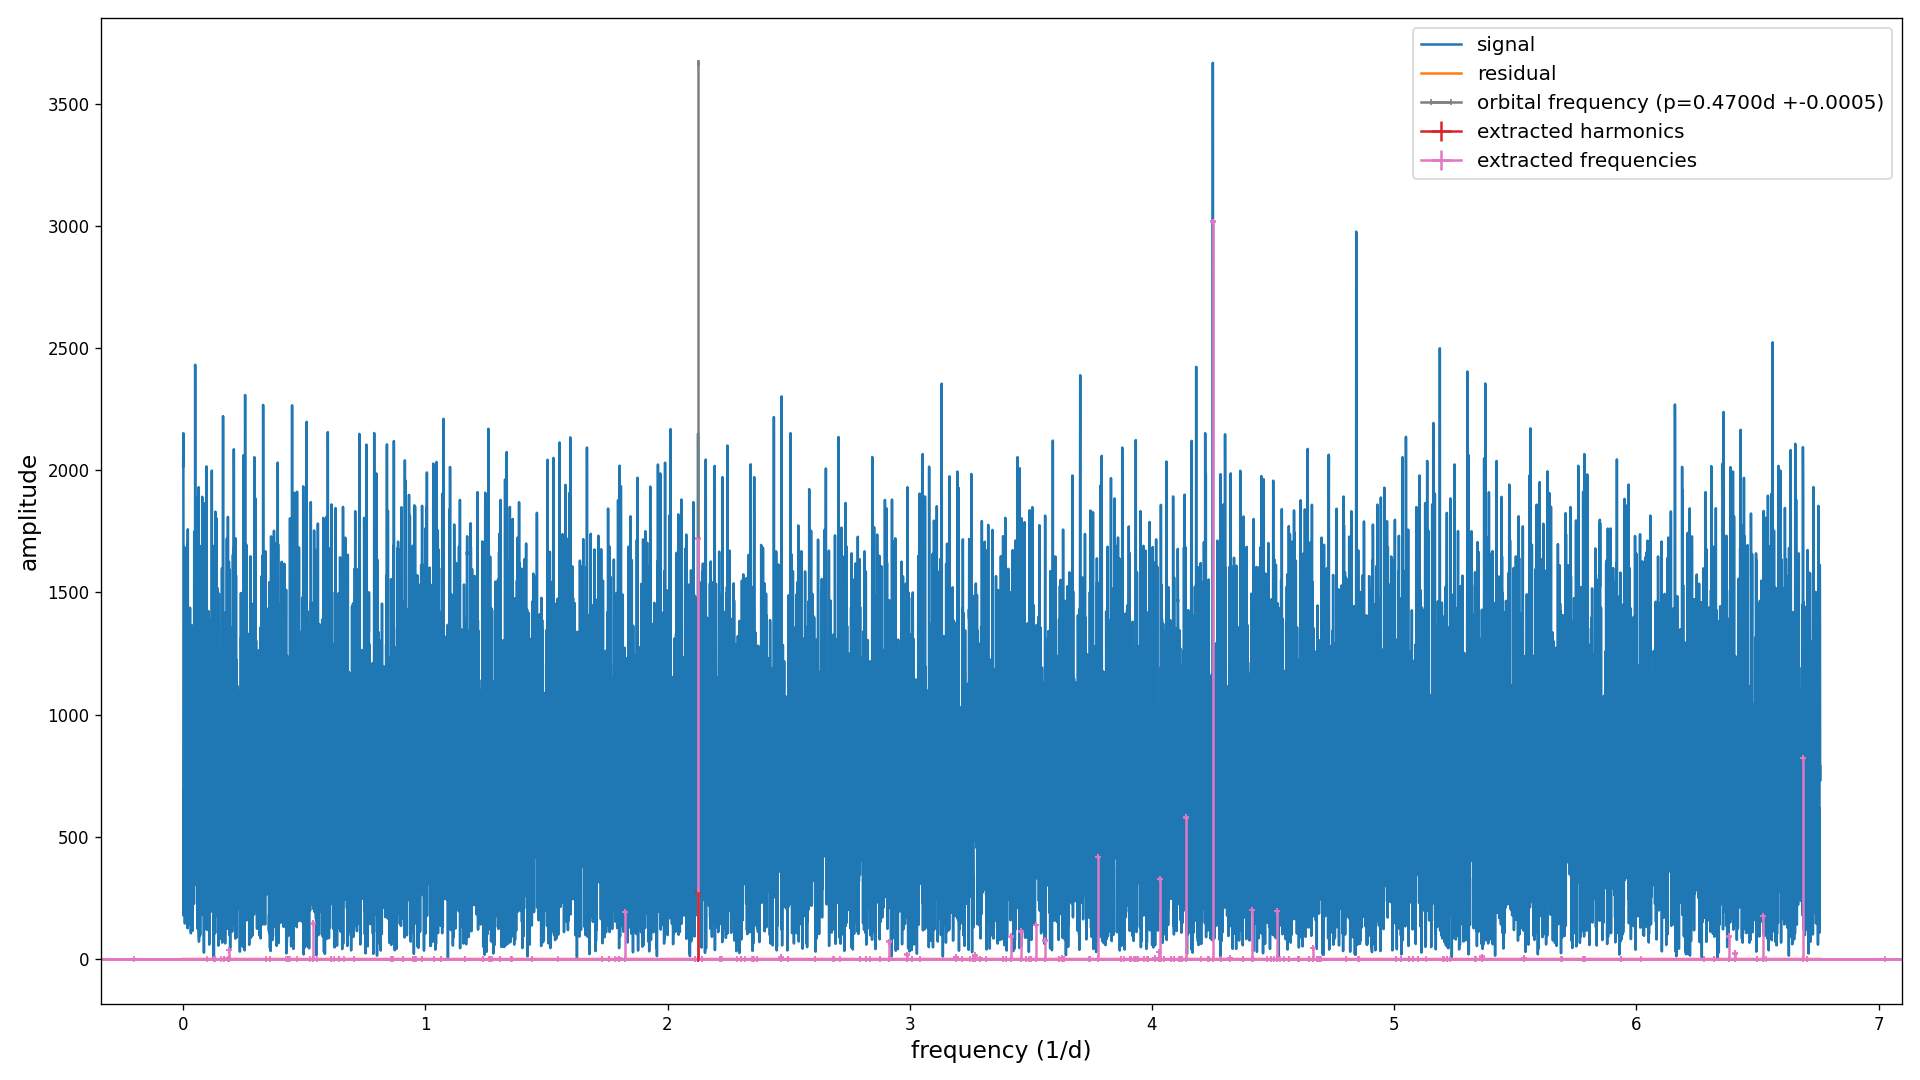 signal
residual
orbital frequency (p=0.4700d +-0.0005)
extracted harmonics
extracted frequencies
3500
3000
2500
2000
1500
1000
500
0
amplitude
0 1 2 3 4 5 6 7
frequency (1/d)